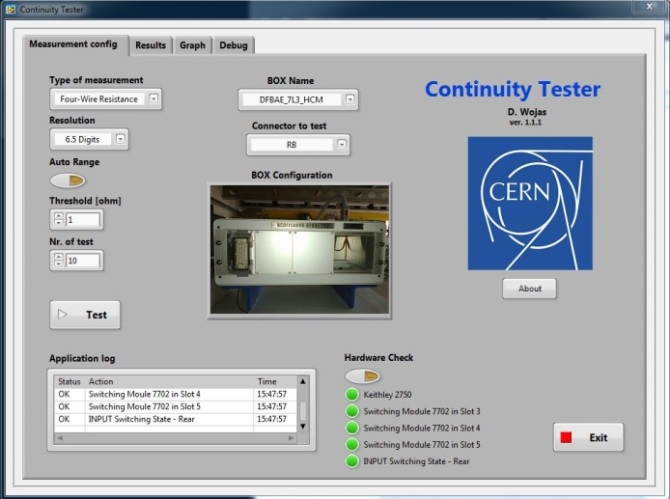 Continuity Tester
Measurement config
Results
Graph
Debug
Type of measurement
Four-Wire Resistance
Resolution
6.5 Digits
Auto Range
Threshold [ohm]
1
Nr. of test
10
Test
BOX Name
DFBAE_7L3_HCM
Connector to test
RB
BOX Configuration
Continuity Tester
D. Wojas
ver. 1.1.1
CERN
About
Application log
Status Action Time
OK Switching Moule 7702 in Slot 4 15:47:57
OK Switching Moule 7702 in Slot 5 15:47:57
OK INPUT Switching State - Rear 15:47:57
Hardware Check
Keithley 2750
Switching Module 7702 in Slot 3
Switching Module 7702 in Slot 4
Switching Module 7702 in Slot 5
INPUT Switching State - Rear
Exit